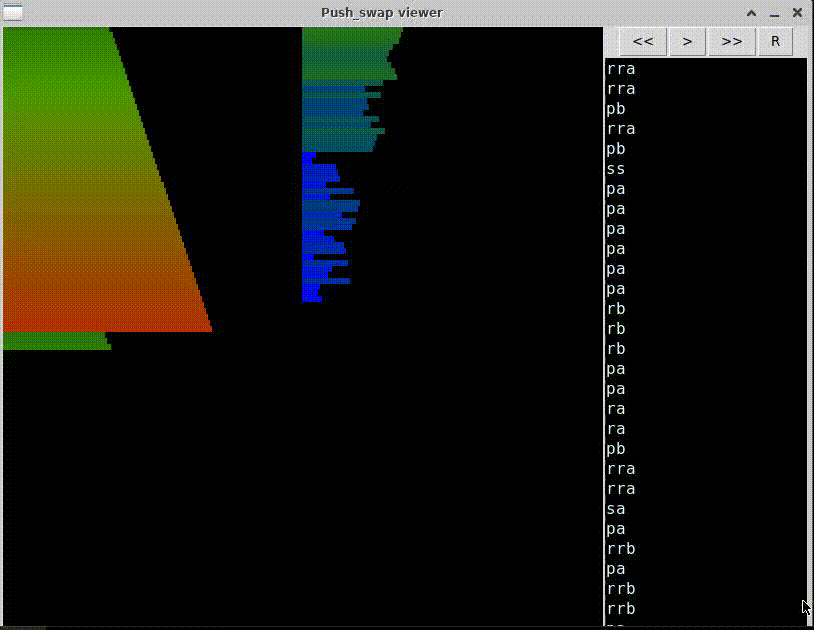 Push_swap viewer
<< > >> R
rra
rra
pb
rra
pb
ss
pa
pa
pa
pa
pa
pa
rb
rb
rb
pa
pa
ra
ra
pb
rra
rra
sa
pa
rrb
pa
rrb
rrb